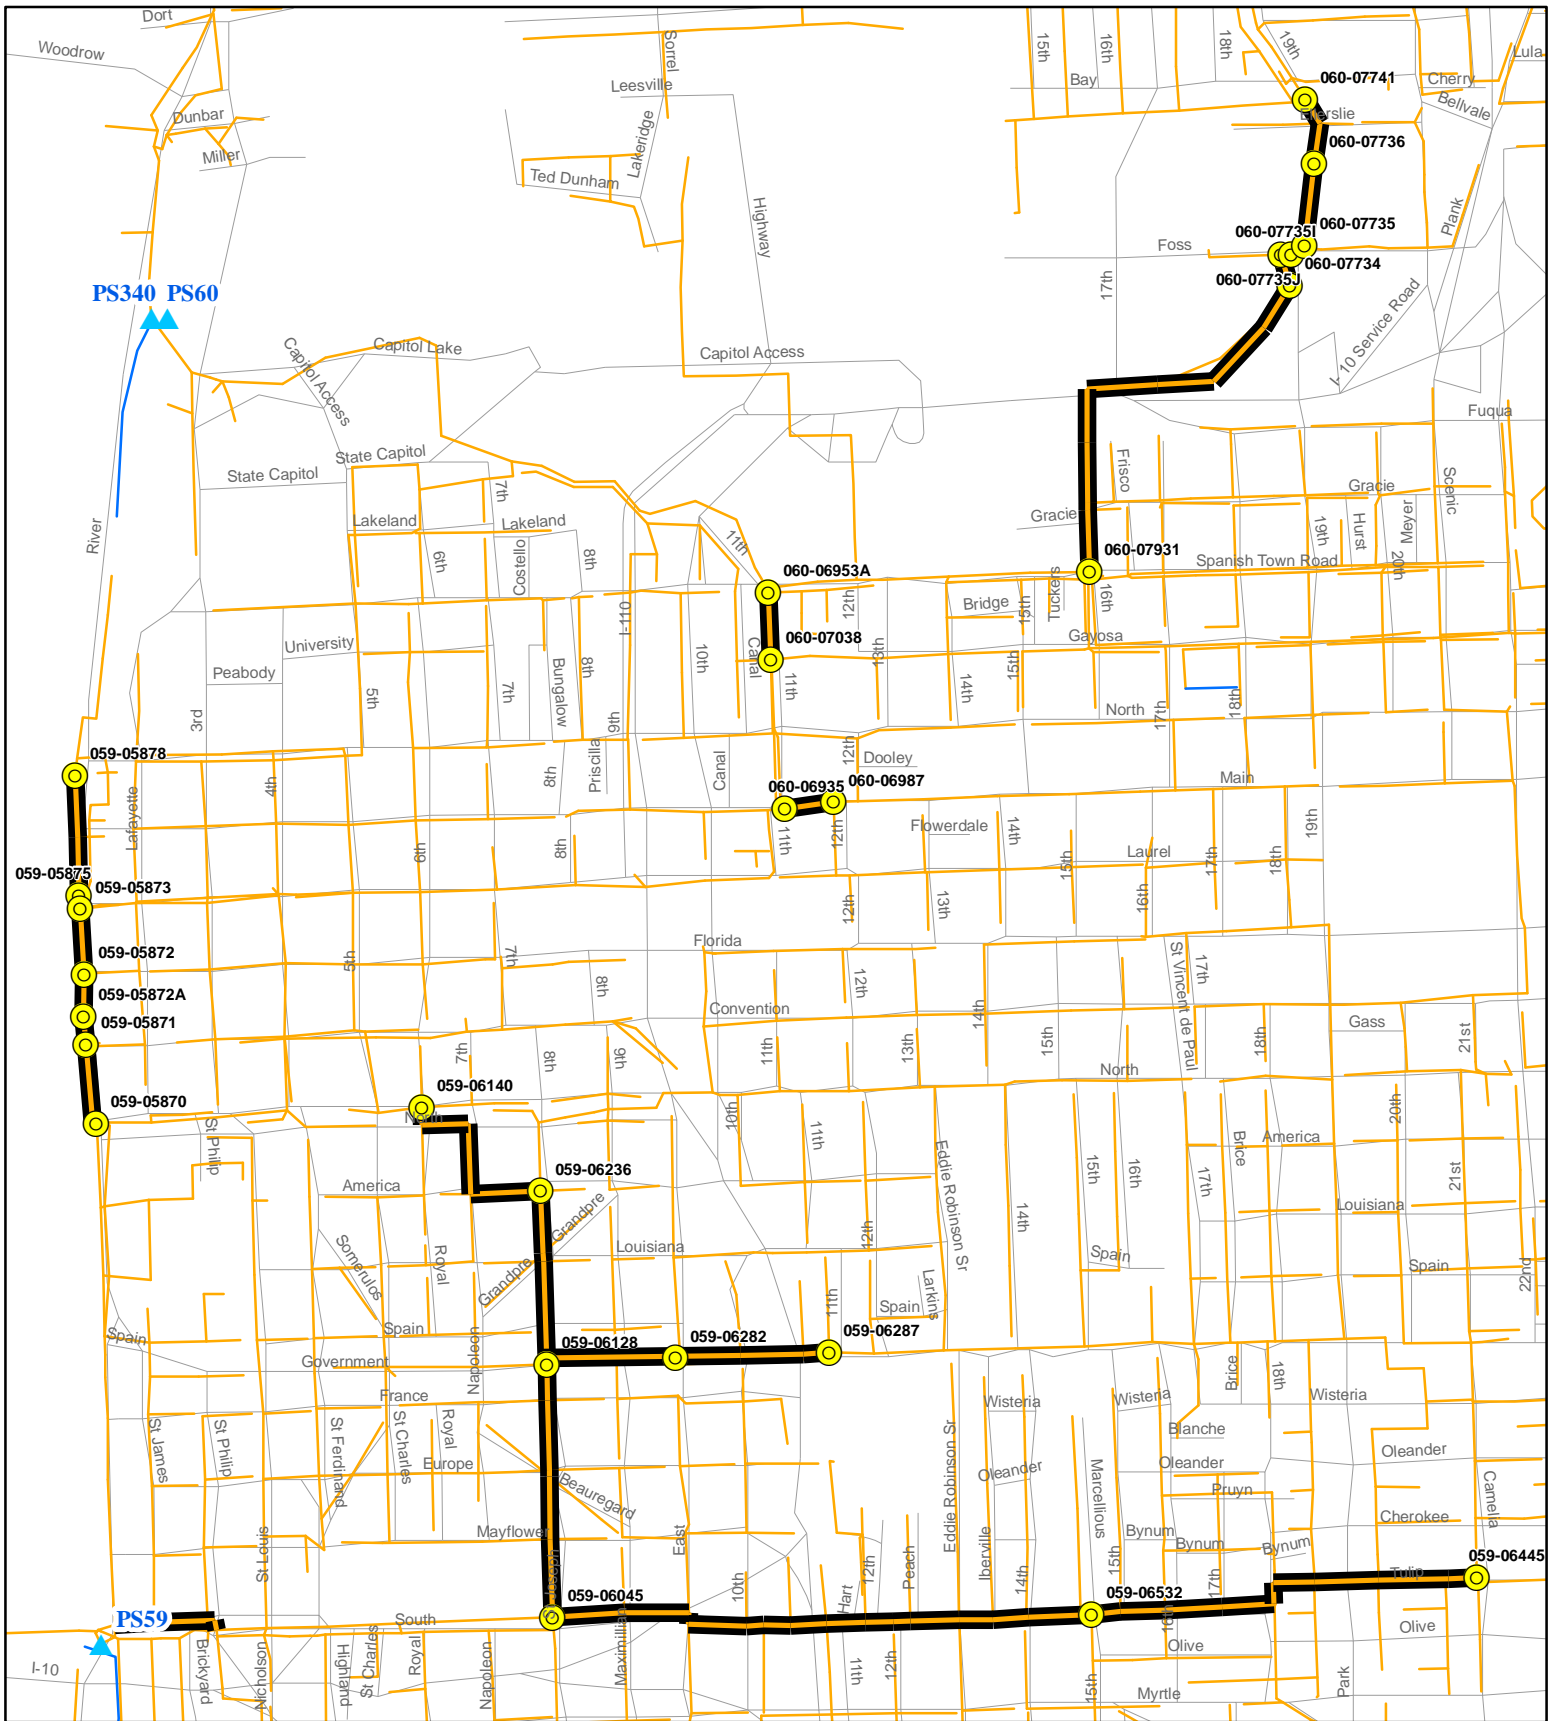 Dort
Woodrow
Dunbar
Miller
Sorrel
Leesville
Lakeridge
Ted Dunham
Highway
15th
16th
18th
19th
Bay
060-07741
Cherry
Lula
Bellvale
060-07736
Plank
060-07735
060-07735I
Foss
060-07734
060-07735J
17th
I- 10 Service Road
PS340
PS60
Capitol Lake
Capitol Access
Capitol Access
Fuqua
State Capitol
State Capitol
7th
Frisco
Gracie
Scenic
Gracie
Meyer
Hurst
19th
20th
Lakeland
Lakeland
River
6th
Costello
8th
11th
060-07931
Spanish Town Road
060-06953A
12th
Bridge
15th
Tuckers
16th
I-110
University
Peabody
060-07038
Gayosa
10th
Canal
13th
15th
14th
8th
Bungalow
7th
5th
3rd
11th
9th
North
17th
18th
059-05878
12th
Dooley
Priscilla
Canal
8th
4th
Main
060-06935
060-06987
Lafayette
11th
12th
Flowerdale
14th
19th
6th
8th
15th
Laurel
17th
18th
059-05875
059-05873
12th
13th
16th
Florida
059-05872
5th
7th
8th
12th
St Vincent de Paul
17th
059-05872A
Convention
14th
059-05871
7th
8th
9th
11th
13th
15th
18th
Gass
21st
North
059-06140
059-05870
North
St Philip
10th
11th
Eddie Robinson Sr
15th
16th
Brice
America
20th
America
059-06236
Grandpre
17th
21st
Louisiana
Somerulos
Royal
Louisiana
12th
14th
Spain
Grandpre
Larkins
Spain
22nd
Spain
Spain
Spain
11th
059-06128
059-06282
059-06287
Government
Napoleon
Brice
18th
France
Wisteria
Wisteria
Wisteria
St James
St Philip
St Ferdinand
St Charles
Royal
Europe
Blanche
Oleander
Oleander
Oleander
Eddie Robinson Sr
Marcellious
Pruyn
Camelia
Beauregard
Mayflower
East
Cherokee
Bynum
Bynum
Bynum
St Louis
059-06445
Tulip
10th
Hart
12th
Peach
Iberville
14th
15th
17th
059-06045
St Joseph
059-06532
16th
PS59
South
Maximillian
Olive
Olive
I-10
Brickyard
Nicholson
Highland
St Charles
Royal
Napoleon
11th
12th
15th
Myrtle
Park